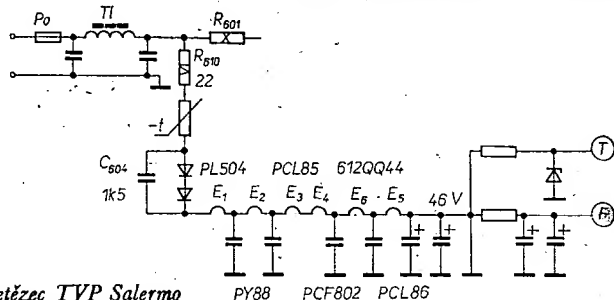 Po
Tl
R601
R610
22
-t
C604
1k5
PL504
PCL85
612QQ44
E1
E2
E3
E4
E6
E5
46 V
T
etězec TVP Salermo
PY88
PCF802
PCL86